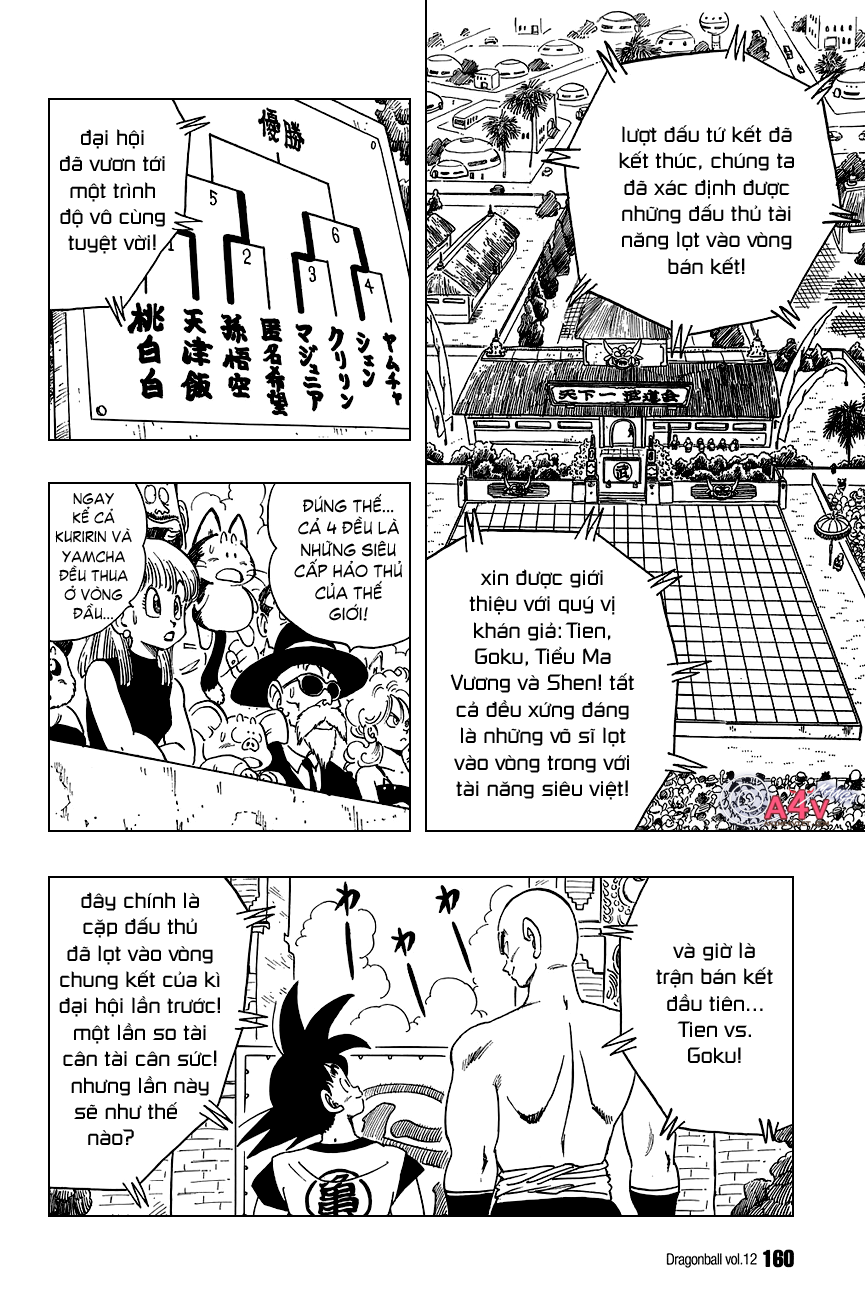 lượt đấu tứ kết đã
kết thúc, chúng ta
đã xác định được
những đấu thủ tài
năng lọt vào vòng
bán kết!
天下一武道会
武
xin được giới
thiệu với quý vị
khán giả: Tien,
Goku, Tiếu Ma
Vương và Shen! tất
cả đều xứng đáng
là những võ sĩ lọt
vào vòng trong với
tài năng siêu việt!
A4V
đại hội
đã vươn tới
một trình
độ vô cùng
tuyệt vời!
優勝
5
6
1
2
3
4
ヤムチャ
シェン
クリリン
マジュニア
匿名希望
孫悟空
天津飯
桃白白
ĐÚNG THẾ...
CẢ 4 ĐỀU LÀ
NHỮNG SIÊU
CẤP HẢO THỦ
CỦA THẾ
GIỚI!
NGAY
KỂ CẢ
KURIRIN VÀ
YAMCHA
ĐỀU THUA
Ở VÒNG
ĐẦU...
và giờ là
trận bán kết
đầu tiên...
Tien vs.
Goku!
わー
わー
わー
đây chính là
cặp đấu thủ
đã lọt vào vòng
chung kết của kì
đại hội lần trước!
một lần so tài
cân tài cân sức!
nhưng lần này
sẽ như thế
nào?
亀
Dragonball vol.12 160